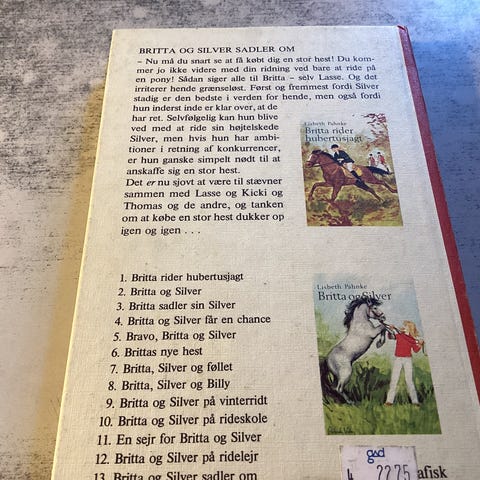 BRITTA OG SILVER SADLER OM
– Nu må du snart se at få købt dig en stor hest! Du kom-
mer jo ikke videre med din ridning ved bare at ride på
en pony! Sådan siger alle til Britta – selv Lasse. Og det
irriterer hende grænseløst. Først og fremmest fordi Silver
stadig er den bedste i verden for hende, men også fordi
hun inderst inde er klar over, at de
har ret. Selvfølgelig kan hun blive
ved med at ride sin højtelskede
Silver, men hvis hun har ambi-
tioner i retning af konkurrencer,
er hun ganske simpelt nødt til at
anskaffe sig en stor hest.
Det er nu sjovt at være til stævner
sammen med Lasse og Kicki og
Thomas og de andre, og tanken
om at købe en stor hest dukker op
igen og igen . . .
Lisbeth Pahnke
Britta rider
hubertusjagt
1. Britta rider hubertusjagt
2. Britta og Silver
3. Britta sadler sin Silver
4. Britta og Silver får en chance
5. Bravo, Britta og Silver
6. Brittas nye hest
7. Britta, Silver og føllet
8. Britta, Silver og Billy
9. Britta og Silver på vinterridt
10. Britta og Silver på rideskole
11. En sejr for Britta og Silver
12. Britta og Silver på ridelejr
13. Britta og Silver sadler om
Lisbeth Pahnke
Britta og Silver
gad
22.75
afisk